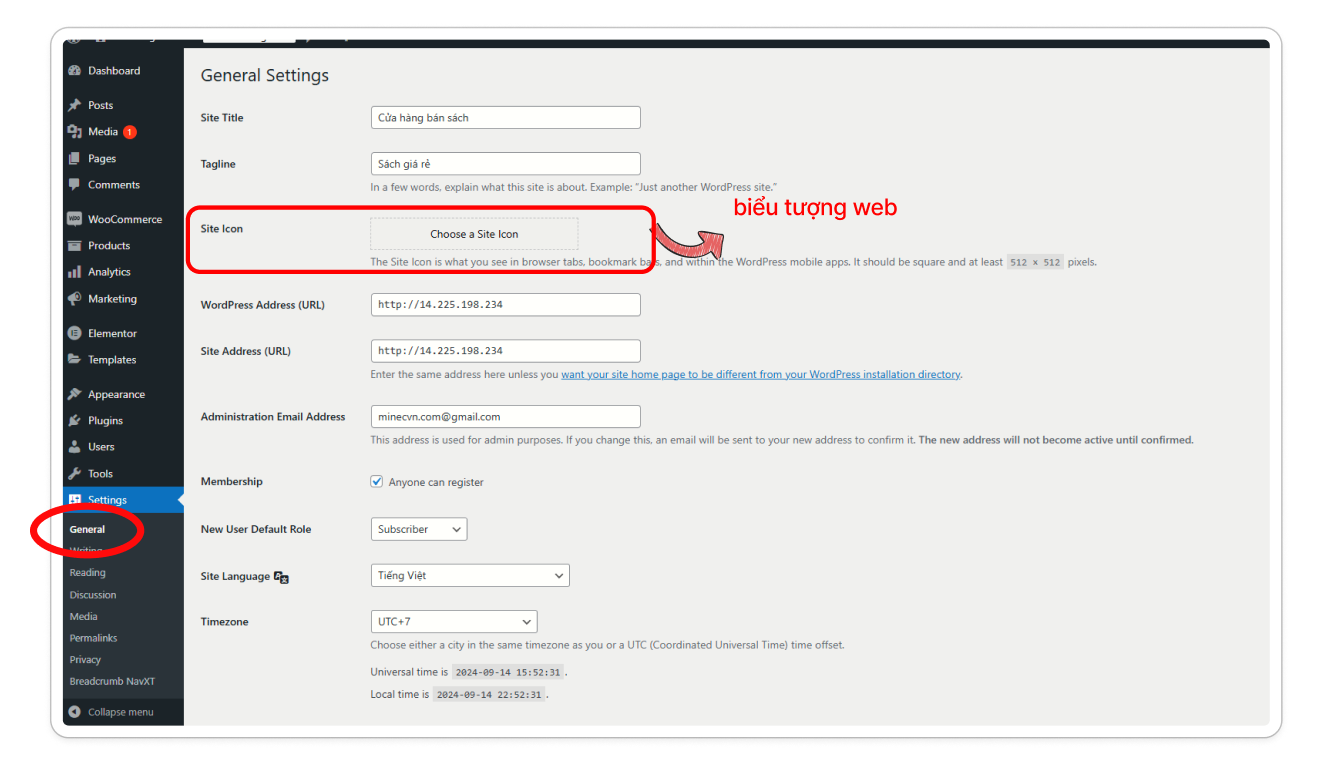 Dashboard
Posts
Media 1
Pages
Comments
WooCommerce
Products
Analytics
Marketing
Elementor
Templates
Appearance
Plugins
Users
Tools
Settings
General
Writing
Reading
Discussion
Media
Permalinks
Privacy
Breadcrumb NavXT
Collapse menu
General Settings
Site Title
Cửa hàng bán sách
Tagline
Sách giá rẻ
In a few words, explain what this site is about. Example: “Just another WordPress site.”
biểu tượng web
Site Icon
Choose a Site Icon
The Site Icon is what you see in browser tabs, bookmark bars, and within the WordPress mobile apps. It should be square and at least 512 × 512 pixels.
WordPress Address (URL)
http://14.225.198.234
Site Address (URL)
http://14.225.198.234
Enter the same address here unless you want your site home page to be different from your WordPress installation directory.
Administration Email Address
minecvn.com@gmail.com
This address is used for admin purposes. If you change this, an email will be sent to your new address to confirm it. The new address will not become active until confirmed.
Membership
Anyone can register
New User Default Role
Subscriber
Site Language
Tiếng Việt
Timezone
UTC+7
Choose either a city in the same timezone as you or a UTC (Coordinated Universal Time) time offset.
Universal time is 2024-09-14 15:52:31 .
Local time is 2024-09-14 22:52:31 .